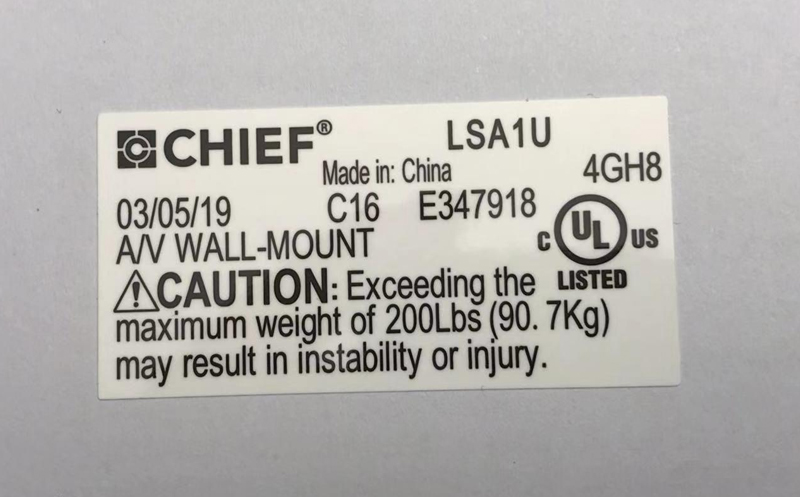 CHIEF® LSA1U
Made in: China 4GH8
03/05/19 C16 E347918
A/V WALL-MOUNT C UL US
LISTED
CAUTION: Exceeding the
maximum weight of 200Lbs (90. 7Kg)
may result in instability or injury.